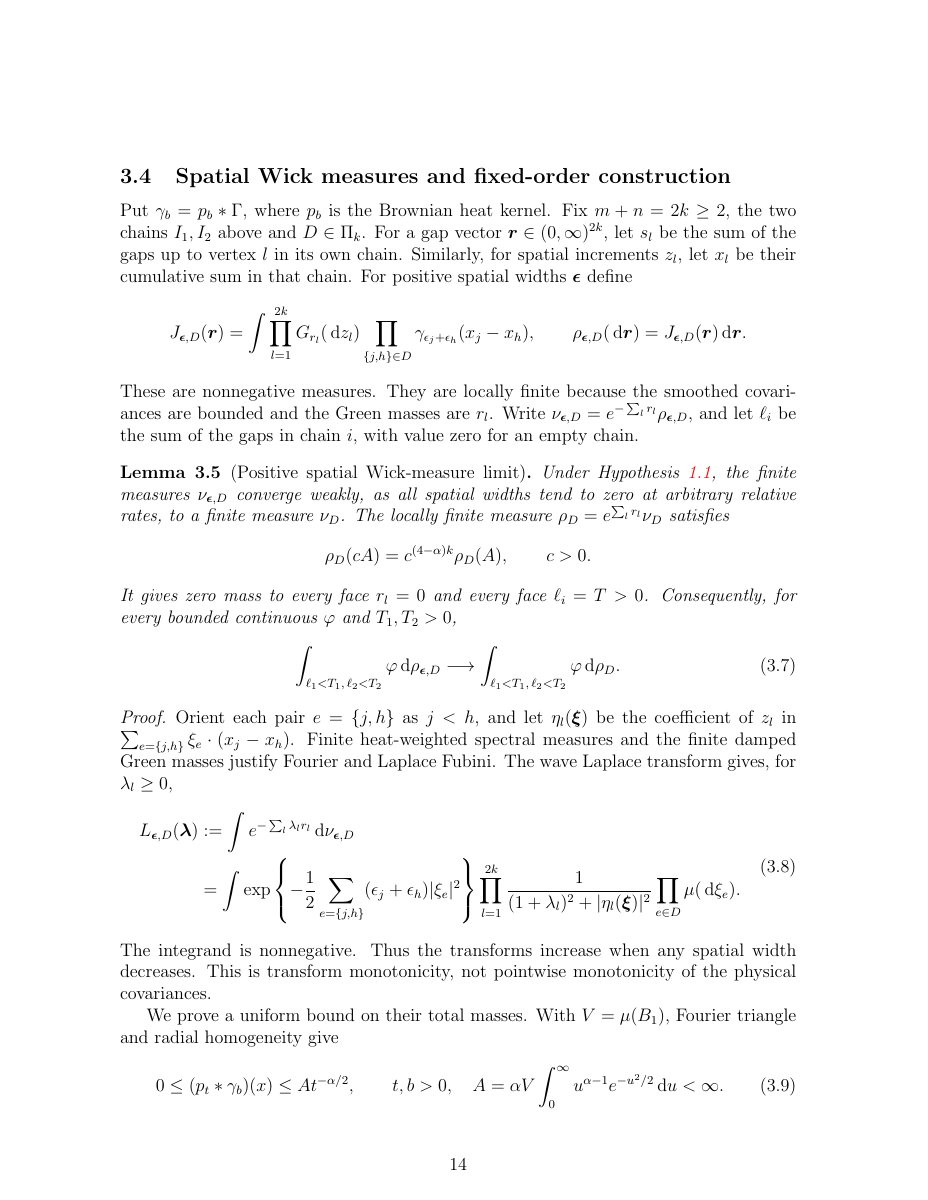 3.4 Spatial Wick measures and fixed-order construction
Put γ_b = p_b ∗ Γ, where p_b is the Brownian heat kernel. Fix m + n = 2k ≥ 2, the two
chains I_1, I_2 above and D ∈ Π_k. For a gap vector r ∈ (0, ∞)^{2k}, let s_l be the sum of the
gaps up to vertex l in its own chain. Similarly, for spatial increments z_l, let x_l be their
cumulative sum in that chain. For positive spatial widths ϵ define
J_{ϵ,D}(r) = ∫ ∏_{l=1}^{2k} G_{r_l}( dz_l) ∏_{{j,h}∈D} γ_{ϵ_j+ϵ_h}(x_j − x_h), ρ_{ϵ,D}( dr) = J_{ϵ,D}(r) dr.
These are nonnegative measures. They are locally finite because the smoothed covari-
ances are bounded and the Green masses are r_l. Write ν_{ϵ,D} = e^{−∑_l r_l} ρ_{ϵ,D}, and let ℓ_i be
the sum of the gaps in chain i, with value zero for an empty chain.
Lemma 3.5 (Positive spatial Wick-measure limit). Under Hypothesis 1.1, the finite
measures ν_{ϵ,D} converge weakly, as all spatial widths tend to zero at arbitrary relative
rates, to a finite measure ν_D. The locally finite measure ρ_D = e^{∑_l r_l} ν_D satisfies
ρ_D(cA) = c^{(4−α)k} ρ_D(A), c > 0.
It gives zero mass to every face r_l = 0 and every face ℓ_i = T > 0. Consequently, for
every bounded continuous φ and T_1, T_2 > 0,
∫_{ℓ_1<T_1, ℓ_2<T_2} φ dρ_{ϵ,D} ⟶ ∫_{ℓ_1<T_1, ℓ_2<T_2} φ dρ_D. (3.7)
Proof. Orient each pair e = {j, h} as j < h, and let η_l(ξ) be the coefficient of z_l in
∑_{e={j,h}} ξ_e · (x_j − x_h). Finite heat-weighted spectral measures and the finite damped
Green masses justify Fourier and Laplace Fubini. The wave Laplace transform gives, for
λ_l ≥ 0,
L_{ϵ,D}(λ) := ∫ e^{−∑_l λ_l r_l} dν_{ϵ,D}
= ∫ exp { −1/2 ∑_{e={j,h}} (ϵ_j + ϵ_h)|ξ_e|^2 } ∏_{l=1}^{2k} 1/((1 + λ_l)^2 + |η_l(ξ)|^2) ∏_{e∈D} μ( dξ_e). (3.8)
The integrand is nonnegative. Thus the transforms increase when any spatial width
decreases. This is transform monotonicity, not pointwise monotonicity of the physical
covariances.
We prove a uniform bound on their total masses. With V = μ(B_1), Fourier triangle
and radial homogeneity give
0 ≤ (p_t ∗ γ_b)(x) ≤ At^{−α/2}, t, b > 0, A = αV ∫_0^∞ u^{α−1} e^{−u^2/2} du < ∞. (3.9)
14